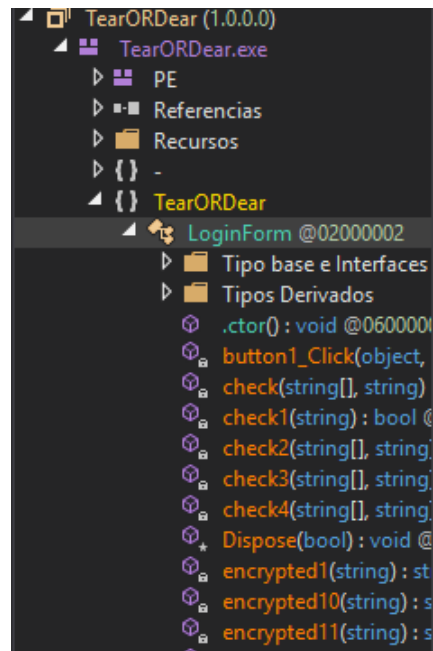 TearORDear (1.0.0.0)
TearORDear.exe
PE
Referencias
Recursos
{ } -
{ } TearORDear
LoginForm @02000002
Tipo base e Interfaces
Tipos Derivados
.ctor() : void @0600000
button1_Click(object,
check(string[], string)
check1(string) : bool @
check2(string[], string
check3(string[], string
check4(string[], string
Dispose(bool) : void @
encrypted1(string) : st
encrypted10(string) : s
encrypted11(string) : s